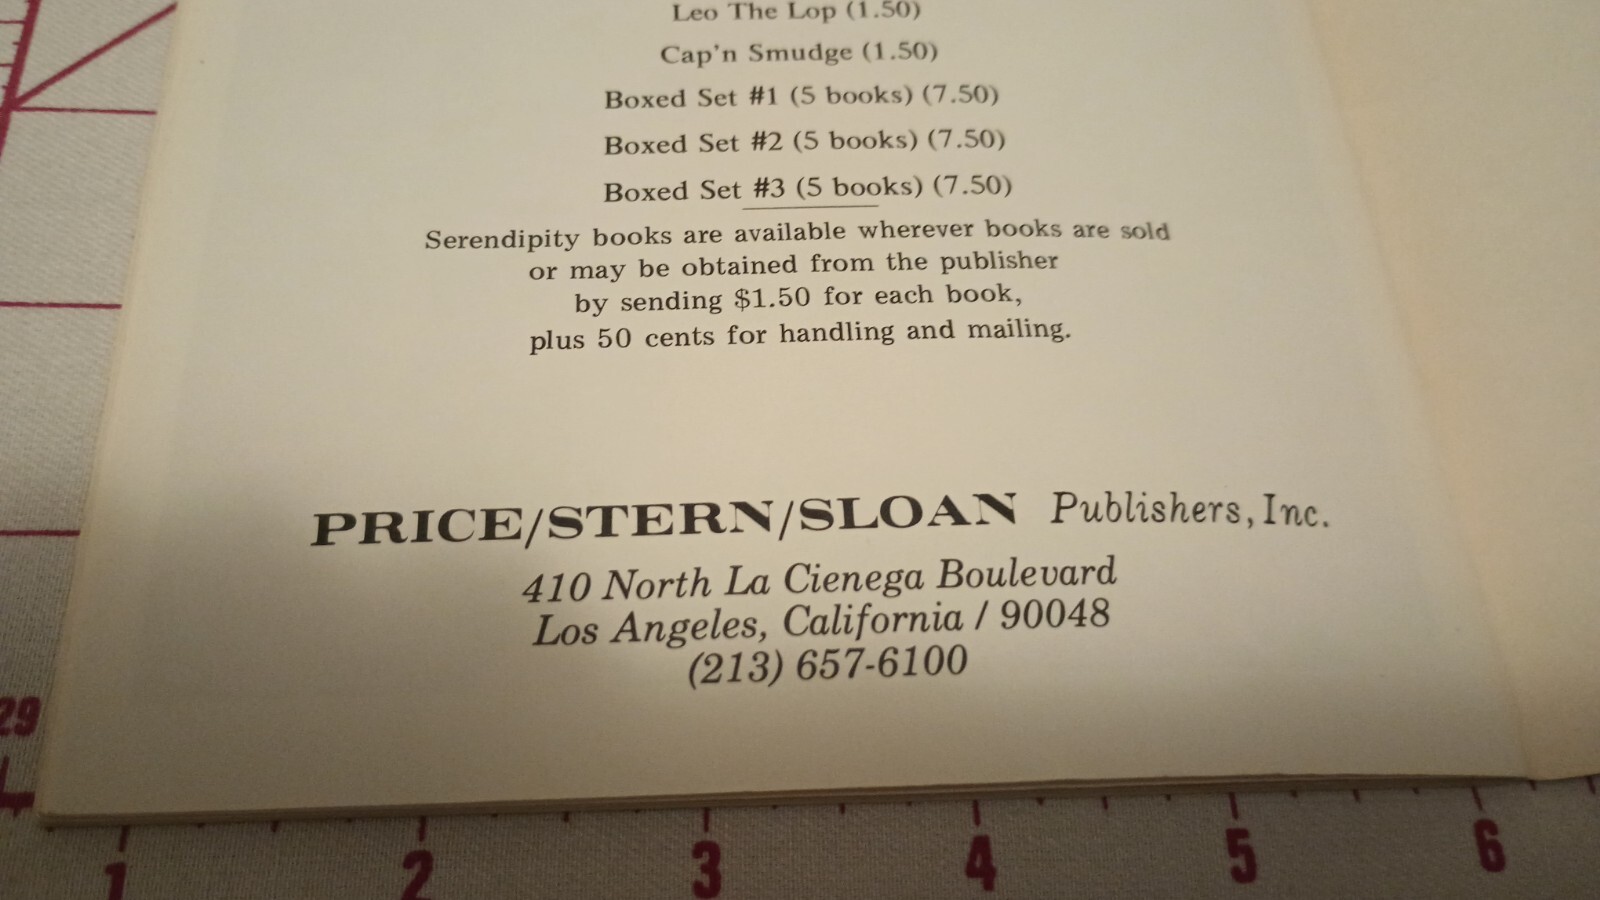 Leo The Lop (1.50)
Cap'n Smudge (1.50)
Boxed Set #1 (5 books) (7.50)
Boxed Set #2 (5 books) (7.50)
Boxed Set #3 (5 books) (7.50)
Serendipity books are available wherever books are sold
or may be obtained from the publisher
by sending $1.50 for each book,
plus 50 cents for handling and mailing.
PRICE/STERN/SLOAN Publishers, Inc.
410 North La Cienega Boulevard
Los Angeles, California / 90048
(213) 657-6100
29
1 2 3 4 5 6